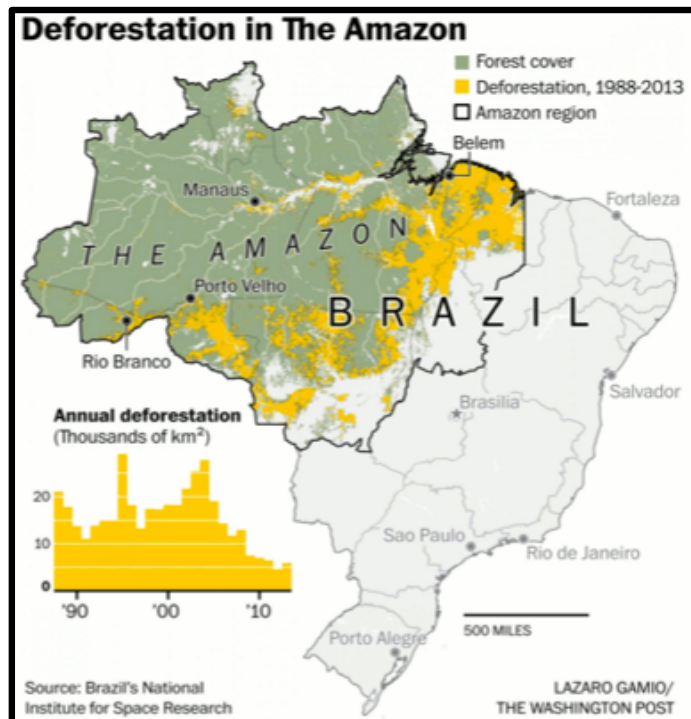 Deforestation in The Amazon
Forest cover
Deforestation, 1988-2013
Amazon region
Belem
Manaus
Fortaleza
THE AMAZON
Porto Velho
BRAZIL
Rio Branco
Salvador
Brasilia
Annual deforestation
(Thousands of km²)
20
10
0
'90 '00 '10
Sao Paulo
Rio de Janeiro
500 MILES
Porto Alegre
Source: Brazil's National
Institute for Space Research
LAZARO GAMIO/
THE WASHINGTON POST